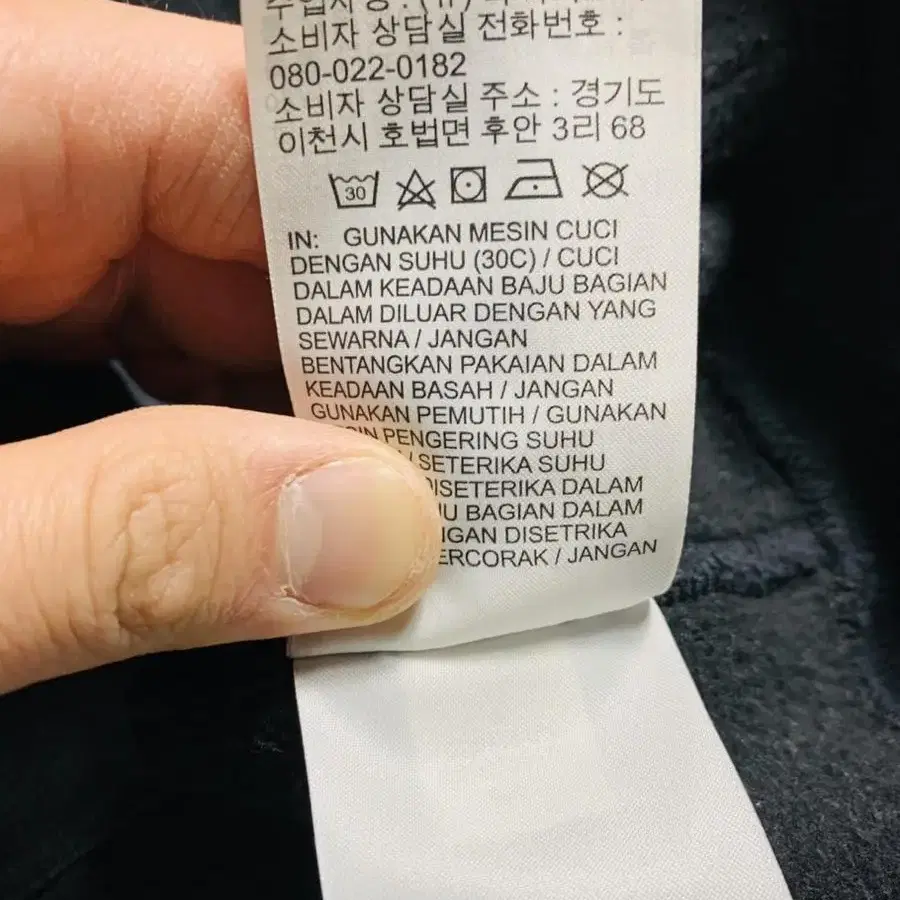 소비자 상담실 전화번호 :
080-022-0182
소비자 상담실 주소 : 경기도
이천시 호법면 후안 3리 68
30
IN: GUNAKAN MESIN CUCI
DENGAN SUHU (30C) / CUCI
DALAM KEADAAN BAJU BAGIAN
DALAM DILUAR DENGAN YANG
SEWARNA / JANGAN
BENTANGKAN PAKAIAN DALAM
KEADAAN BASAH / JANGAN
GUNAKAN PEMUTIH / GUNAKAN
PENGERING SUHU
/ SETERIKA SUHU
DISETERIKA DALAM
BAGIAN DALAM
DISETRIKA
/ JANGAN